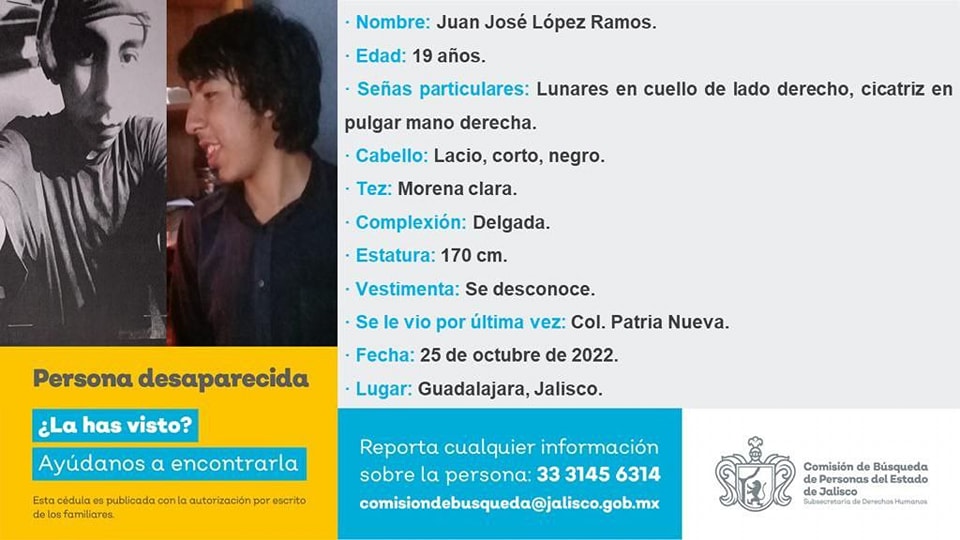 · Nombre: Juan José López Ramos.
· Edad: 19 años.
· Señas particulares: Lunares en cuello de lado derecho, cicatriz en
pulgar mano derecha.
· Cabello: Lacio, corto, negro.
· Tez: Morena clara.
· Complexión: Delgada.
· Estatura: 170 cm.
· Vestimenta: Se desconoce.
· Se le vio por última vez: Col. Patria Nueva.
· Fecha: 25 de octubre de 2022.
· Lugar: Guadalajara, Jalisco.
Persona desaparecida
¿La has visto?
Ayúdanos a encontrarla
Esta cédula es publicada con la autorización por escrito
de los familiares.
Reporta cualquier información
sobre la persona: 33 3145 6314
comisiondebusqueda@jalisco.gob.mx
Comisión de Búsqueda
de Personas del Estado
de Jalisco
Subsecretaría de Derechos Humanos